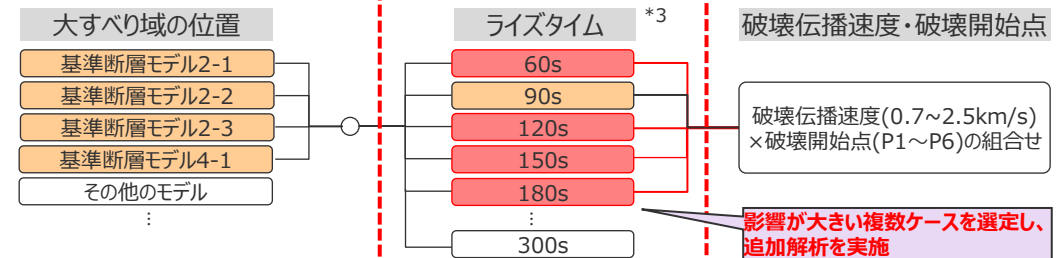 大すべり域の位置
基準断層モデル2-1
基準断層モデル2-2
基準断層モデル2-3
基準断層モデル4-1
その他のモデル
⋮
ライズタイム
*3
60s
90s
120s
150s
180s
⋮
300s
破壊伝播速度・破壊開始点
破壊伝播速度(0.7~2.5km/s)
×破壊開始点(P1～P6)の組合せ
影響が大きい複数ケースを選定し、
追加解析を実施